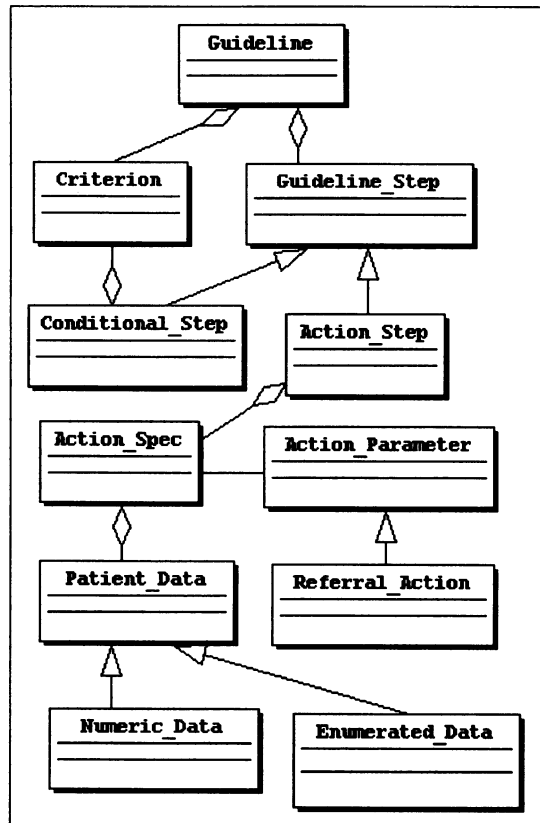 Guideline
Criterion
Guideline_Step
Conditional_Step
Action_Step
Action_Spec
Action_Parameter
Patient_Data
Referral_Action
Numeric_Data
Enumerated_Data